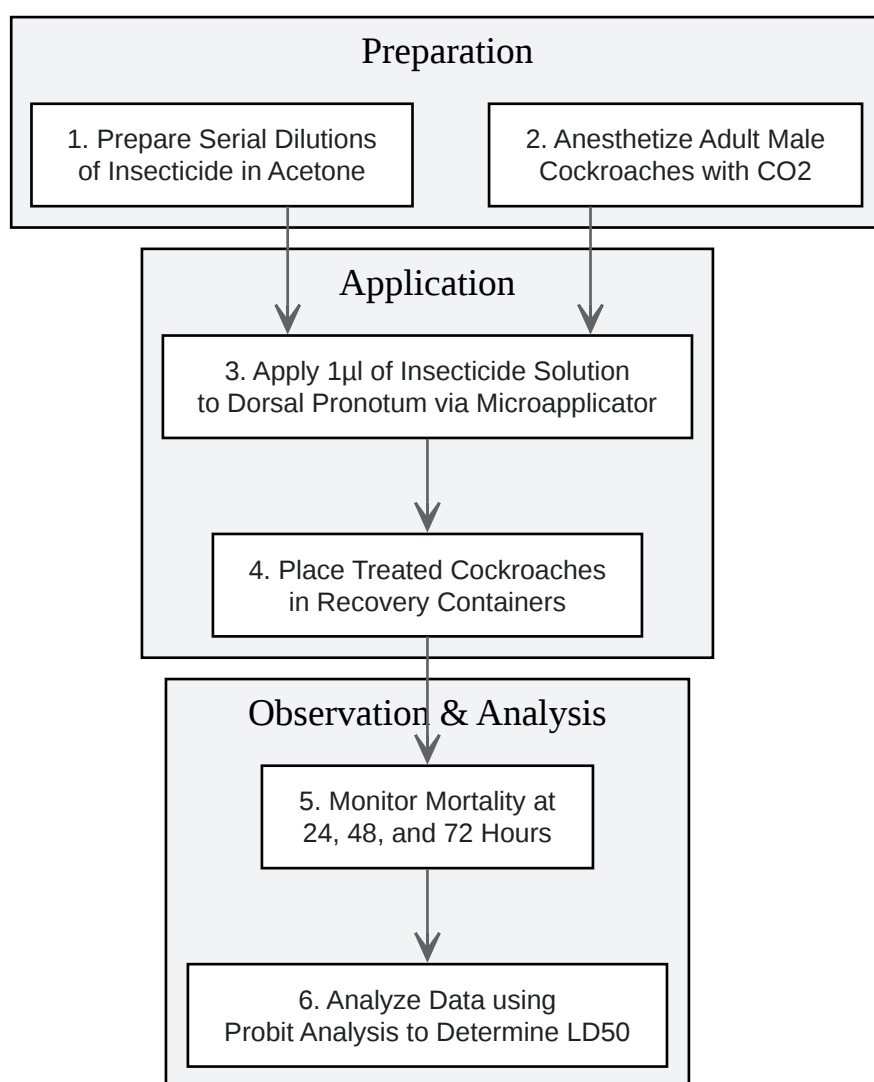 Preparation
1. Prepare Serial Dilutions
of Insecticide in Acetone
2. Anesthetize Adult Male
Cockroaches with CO2
Application
3. Apply 1µl of Insecticide Solution
to Dorsal Pronotum via Microapplicator
4. Place Treated Cockroaches
in Recovery Containers
Observation & Analysis
5. Monitor Mortality at
24, 48, and 72 Hours
6. Analyze Data using
Probit Analysis to Determine LD50